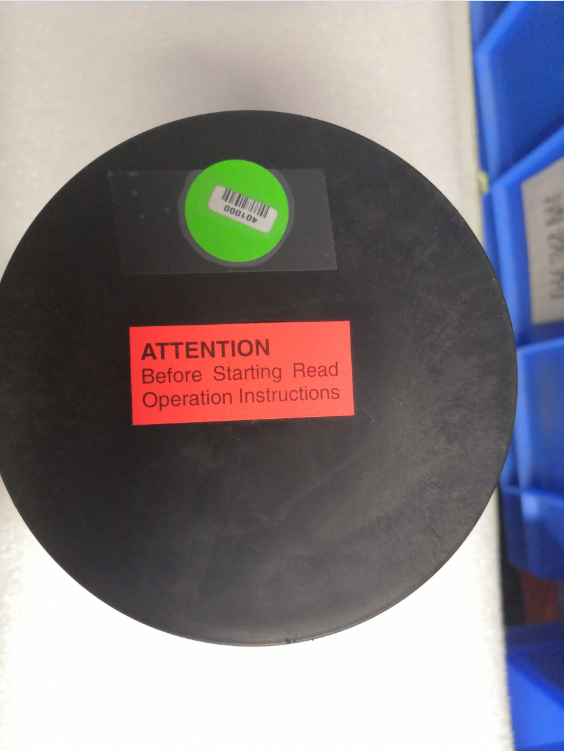 401000
ATTENTION
Before Starting Read
Operation Instructions